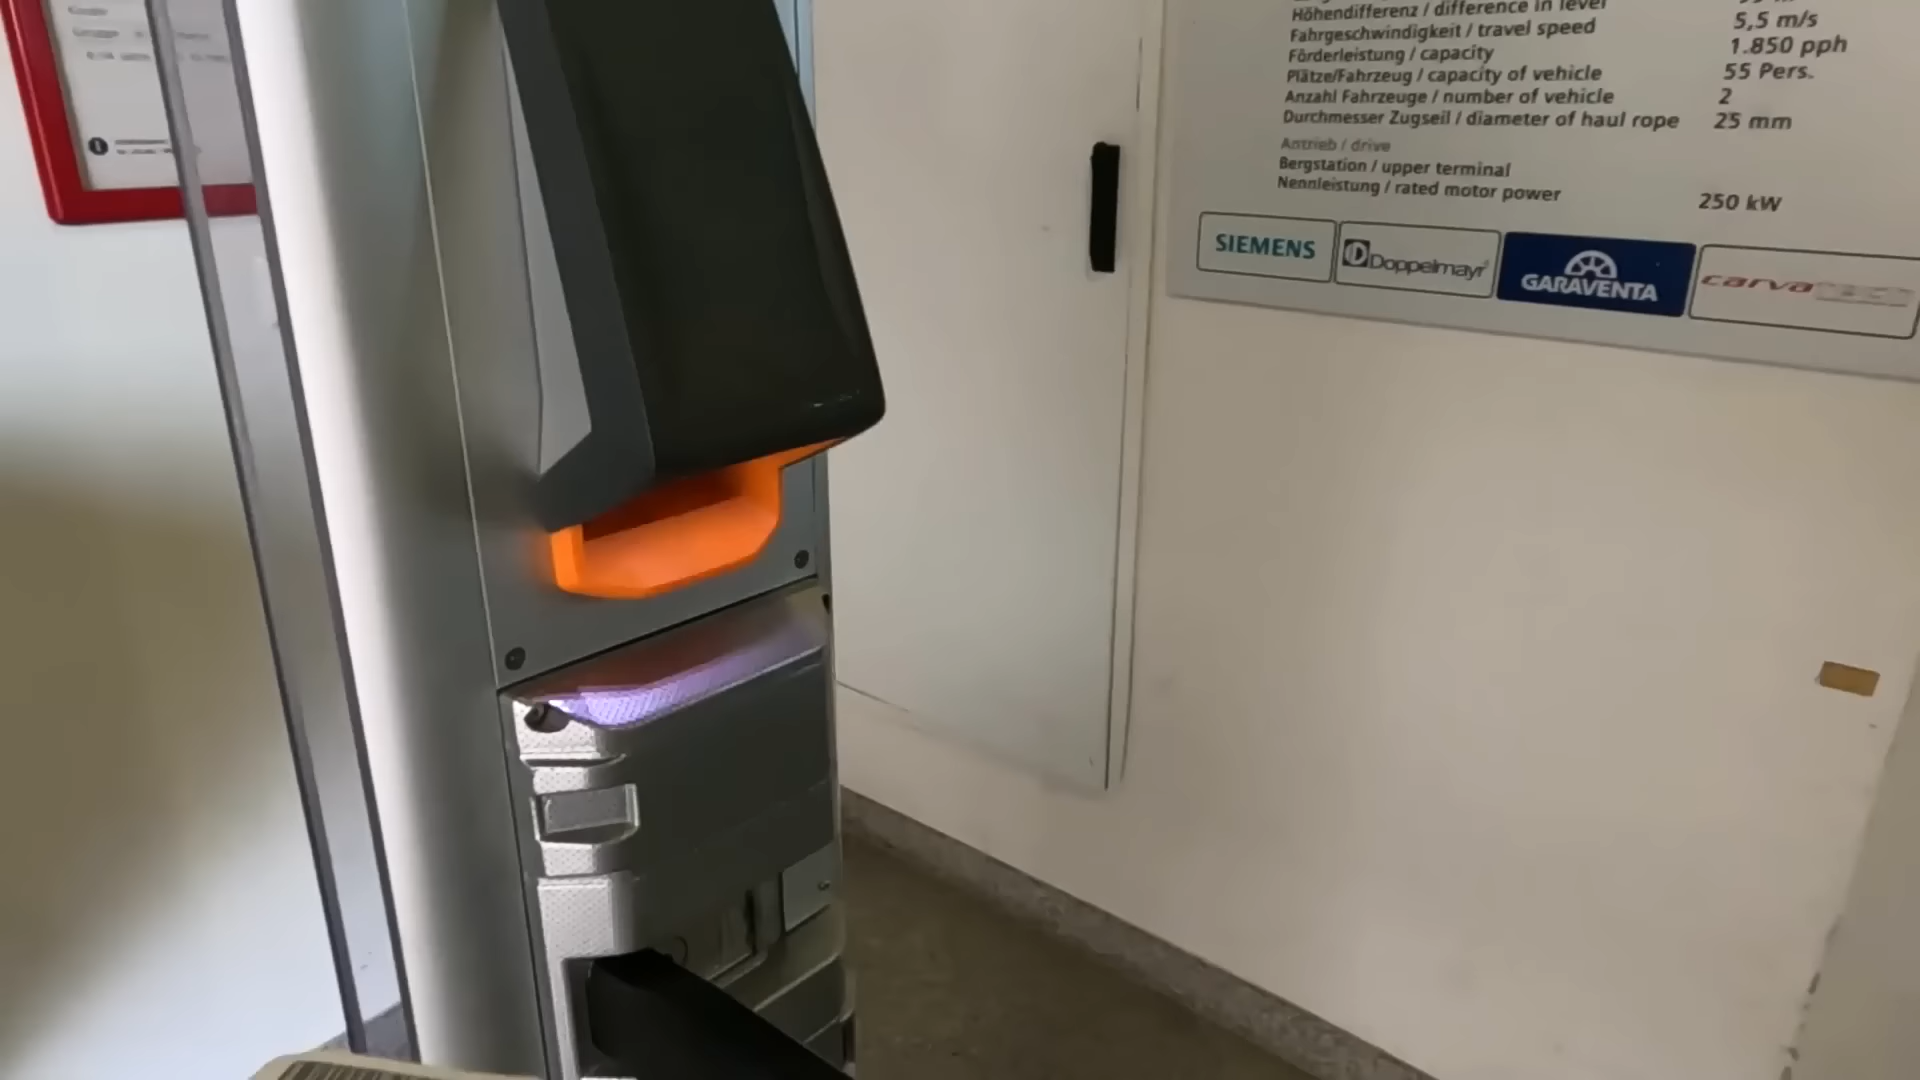 Höhendifferenz / difference in level
Fahrgeschwindigkeit / travel speed 5,5 m/s
Förderleistung / capacity 1.850 pph
Plätze/Fahrzeug / capacity of vehicle 55 Pers.
Anzahl Fahrzeuge / number of vehicle 2
Durchmesser Zugseil / diameter of haul rope 25 mm
Antrieb / drive
Bergstation / upper terminal
Nennleistung / rated motor power 250 kW
SIEMENS Doppelmayr GARAVENTA